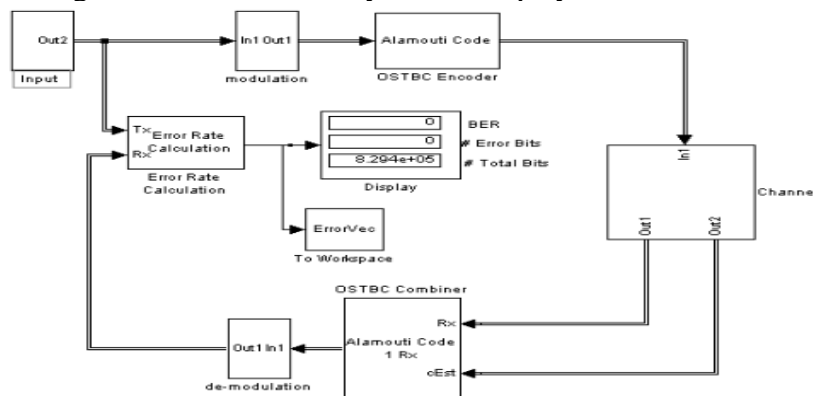 Out2
Input
In1 Out1
modulation
Alamouti Code
OSTBC Encoder
Tx
Rx
Error Rate
Calculation
Error Rate
Calculation
0
0
8.294e+05
BER
# Error Bits
# Total Bits
Display
ErrorVec
To Workspace
In1
Out1
Out2
Channe
OSTBC Combiner
Rx
Alamouti Code
1 Rx
cEst
Out1 In1
de-modulation